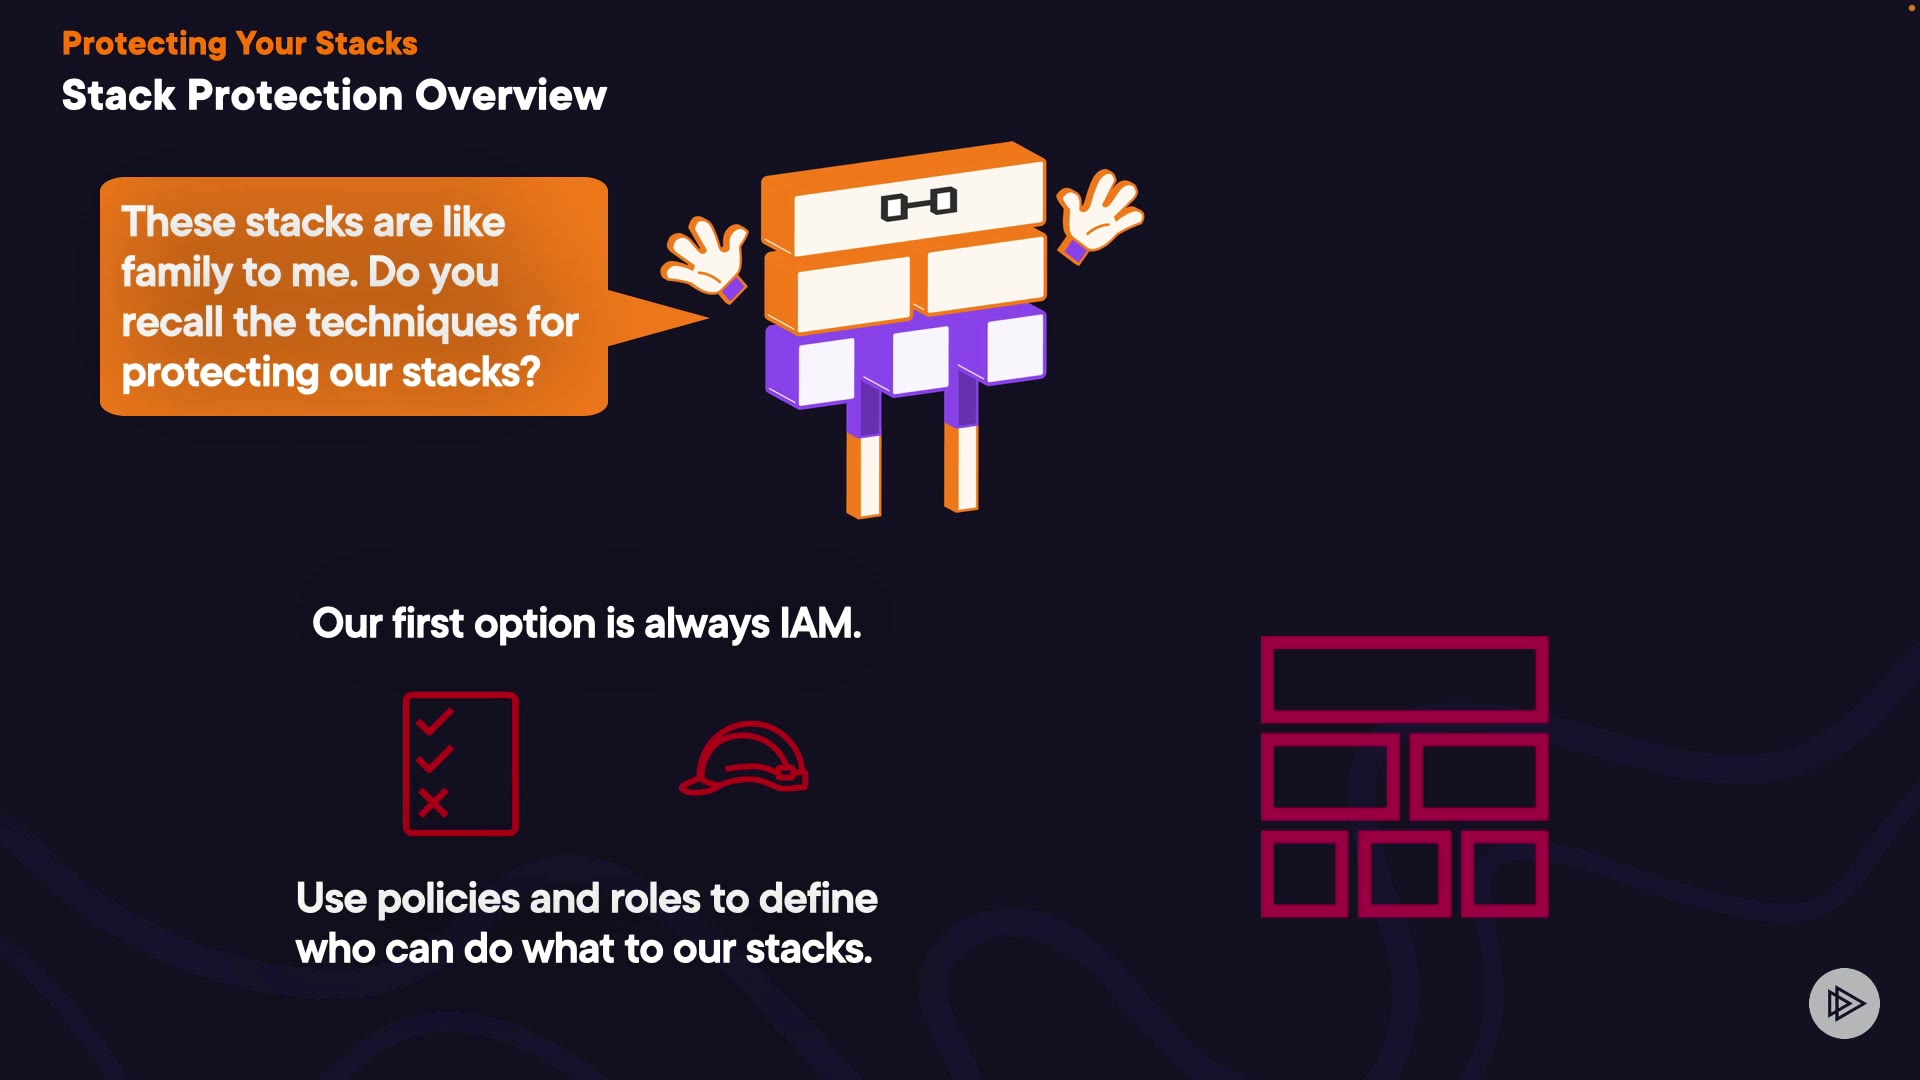 Protecting Your Stacks
Stack Protection Overview
These stacks are like
family to me. Do you
recall the techniques for
protecting our stacks?
Our first option is always IAM.
Use policies and roles to define
who can do what to our stacks.